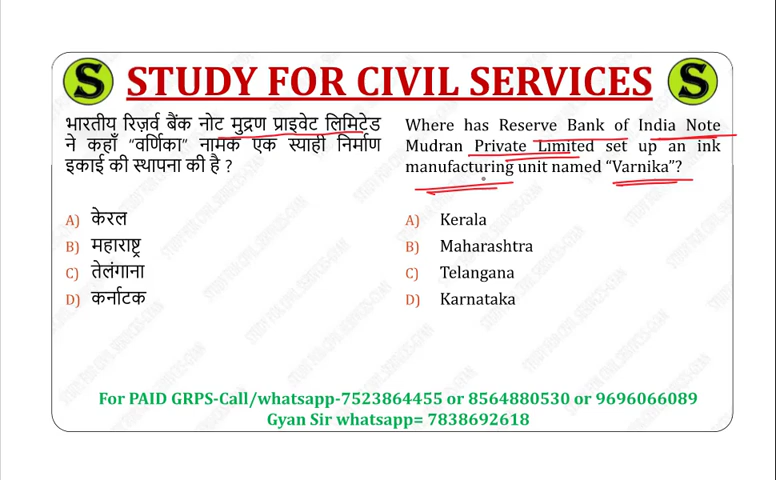 S STUDY FOR CIVIL SERVICES S
भारतीय रिज़र्व बैंक नोट मुद्रण प्राइवेट लिमिटेड
ने कहाँ “वर्णिका” नामक एक स्याही निर्माण
इकाई की स्थापना की है ?
A) केरल
B) महाराष्ट्र
C) तेलंगाना
D) कर्नाटक
Where has Reserve Bank of India Note
Mudran Private Limited set up an ink
manufacturing unit named “Varnika”?
A) Kerala
B) Maharashtra
C) Telangana
D) Karnataka
For PAID GRPS-Call/whatsapp-7523864455 or 8564880530 or 9696066089
Gyan Sir whatsapp= 7838692618